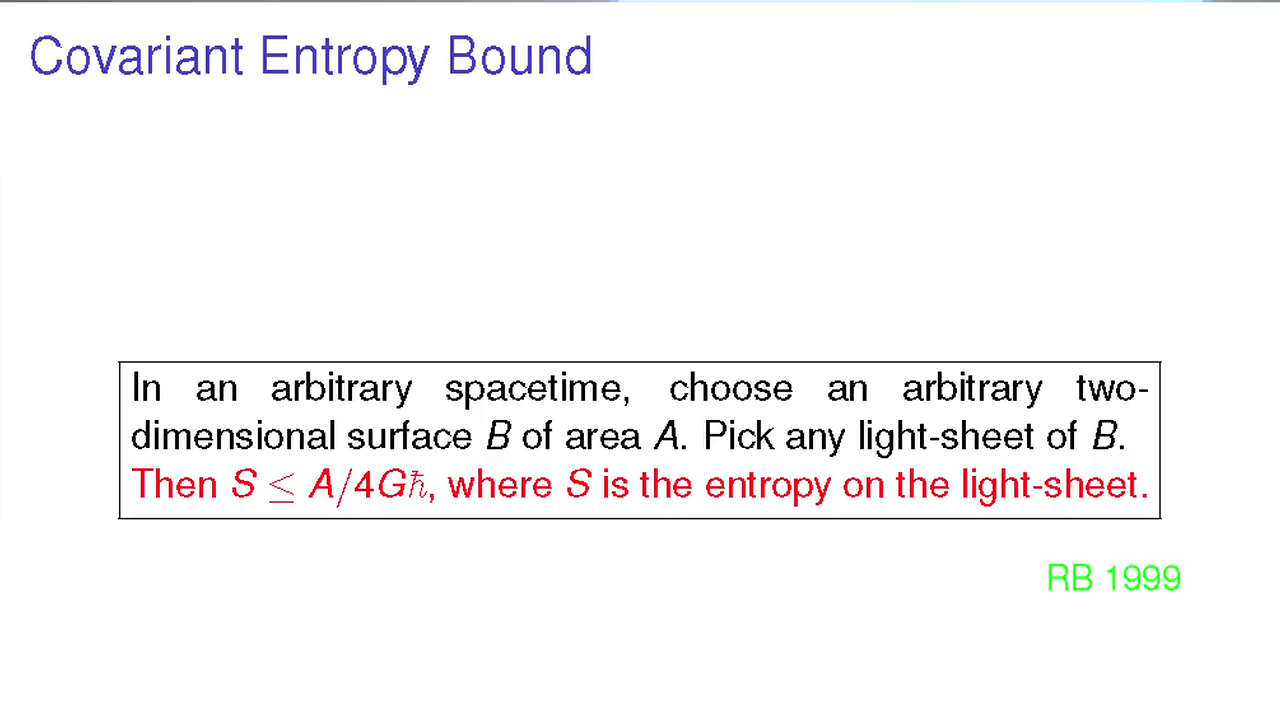 Covariant Entropy Bound
In an arbitrary spacetime, choose an arbitrary two-
dimensional surface B of area A. Pick any light-sheet of B.
Then S ≤ A/4Gℏ, where S is the entropy on the light-sheet.
RB 1999